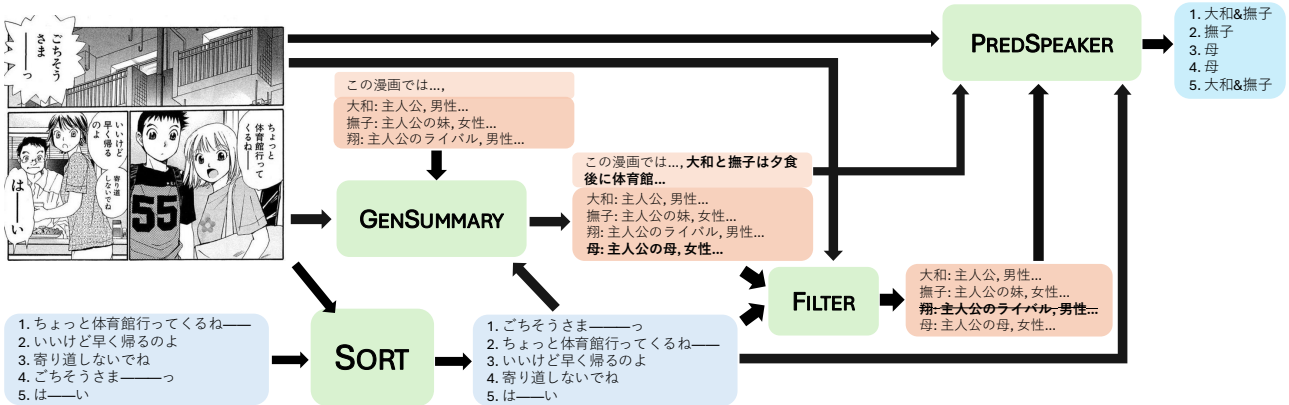 ごちそう
さま
———っ
ちょっと
体育館行って
くるね——
いいけど
早く帰る
のよ
寄り道
しないでね
は——い
55
この漫画では...,
大和: 主人公, 男性...
撫子: 主人公の妹, 女性...
翔: 主人公のライバル, 男性...
GENSUMMARY
この漫画では..., 大和と撫子は夕食
後に体育館...
大和: 主人公, 男性...
撫子: 主人公の妹, 女性...
翔: 主人公のライバル, 男性...
母: 主人公の母, 女性...
1. ちょっと体育館行ってくるね——
2. いいけど早く帰るのよ
3. 寄り道しないでね
4. ごちそうさま———っ
5. は——い
SORT
1. ごちそうさま———っ
2. ちょっと体育館行ってくるね——
3. いいけど早く帰るのよ
4. 寄り道しないでね
5. は——い
FILTER
大和: 主人公, 男性...
撫子: 主人公の妹, 女性...
翔: 主人公のライバル, 男性...
母: 主人公の母, 女性...
PREDSPEAKER
1. 大和&撫子
2. 撫子
3. 母
4. 母
5. 大和&撫子